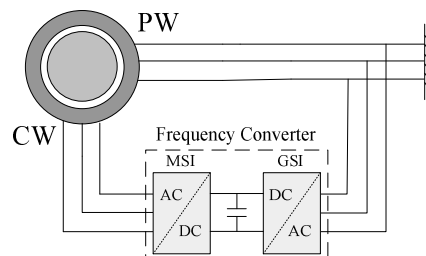 PW
CW
Frequency Converter
MSI GSI
AC DC
DC AC